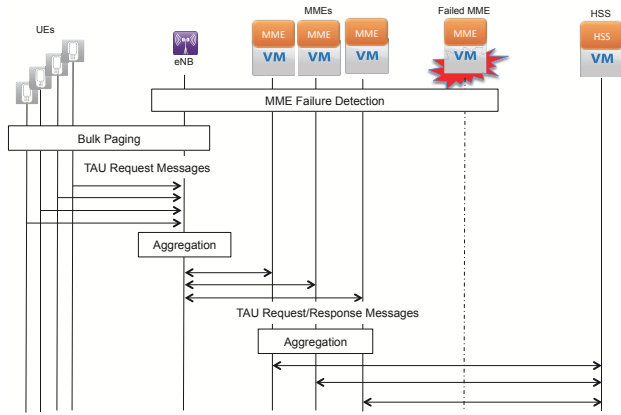 UEs
eNB
MMEs
Failed MME
HSS
MME
MME
MME
MME
HSS
VM
VM
VM
VM
VM
MME Failure Detection
Bulk Paging
TAU Request Messages
Aggregation
TAU Request/Response Messages
Aggregation